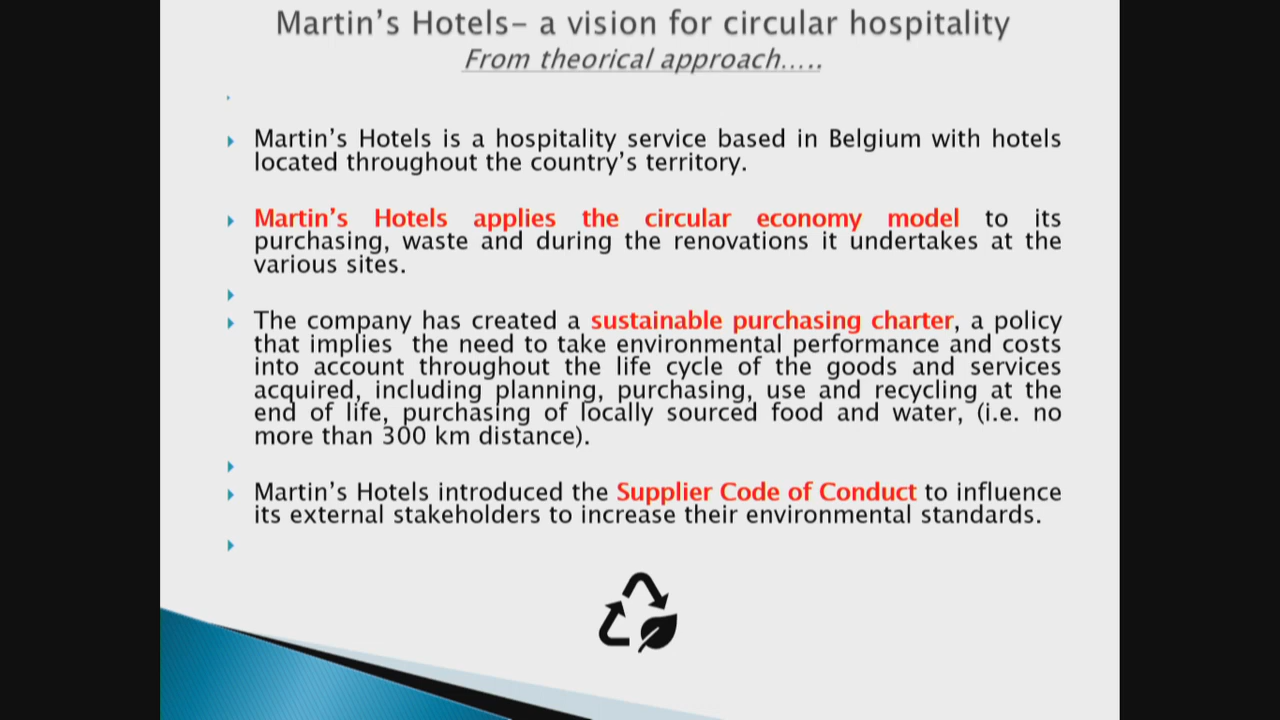 Martin’s Hotels– a vision for circular hospitality
From theorical approach…..
Martin’s Hotels is a hospitality service based in Belgium with hotels
located throughout the country’s territory.
Martin’s Hotels applies the circular economy model to its
purchasing, waste and during the renovations it undertakes at the
various sites.
The company has created a sustainable purchasing charter, a policy
that implies the need to take environmental performance and costs
into account throughout the life cycle of the goods and services
acquired, including planning, purchasing, use and recycling at the
end of life, purchasing of locally sourced food and water, (i.e. no
more than 300 km distance).
Martin’s Hotels introduced the Supplier Code of Conduct to influence
its external stakeholders to increase their environmental standards.